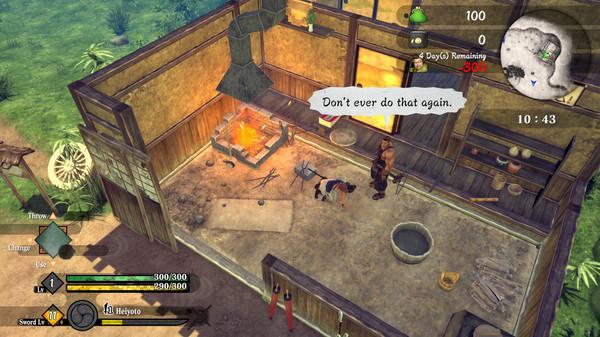 100
0
4 Day(s) Remaining
-300
Don't ever do that again.
10:43
Throw
Change
Use
300/300
Lv
1
290/300
Sword Lv
11
Heiyoto